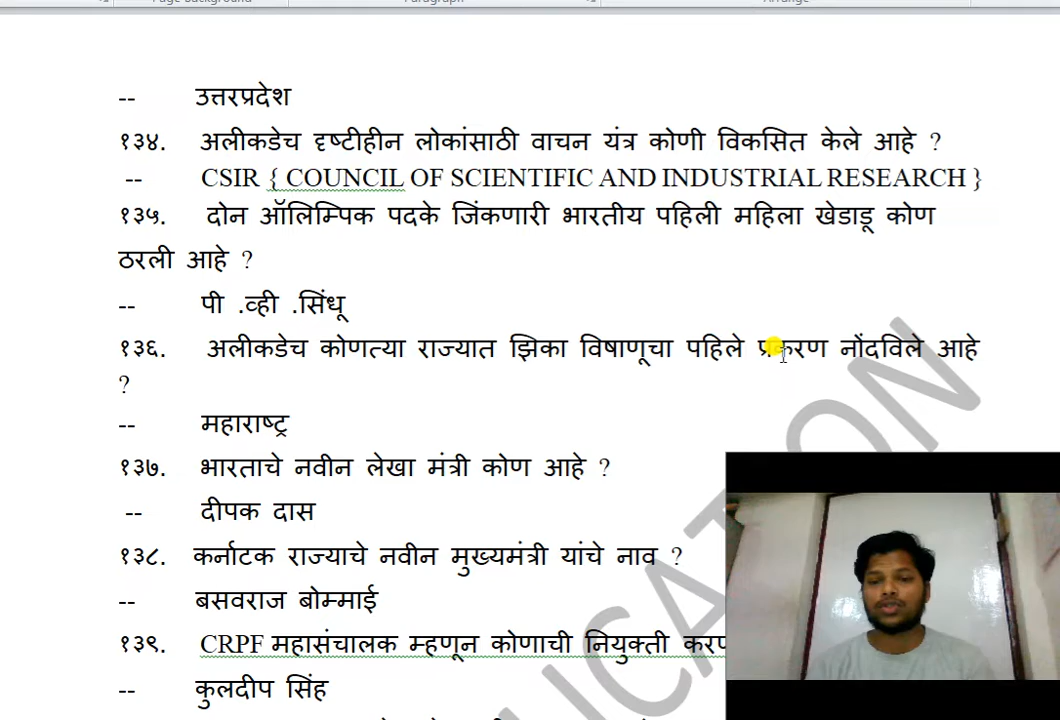 -- उत्तरप्रदेश
१३४. अलीकडेच दृष्टीहीन लोकांसाठी वाचन यंत्र कोणी विकसित केले आहे ?
-- CSIR { COUNCIL OF SCIENTIFIC AND INDUSTRIAL RESEARCH }
१३५. दोन ऑलिम्पिक पदके जिंकणारी भारतीय पहिली महिला खेडाडू कोण
ठरली आहे ?
-- पी .व्ही .सिंधू
१३६. अलीकडेच कोणत्या राज्यात झिका विषाणूचा पहिले प्रकरण नोंदविले आहे
?
-- महाराष्ट्र
१३७. भारताचे नवीन लेखा मंत्री कोण आहे ?
-- दीपक दास
१३८. कर्नाटक राज्याचे नवीन मुख्यमंत्री यांचे नाव ?
-- बसवराज बोम्माई
१३९. CRPF महासंचालक म्हणून कोणाची नियुक्ती
-- कुलदीप सिंह